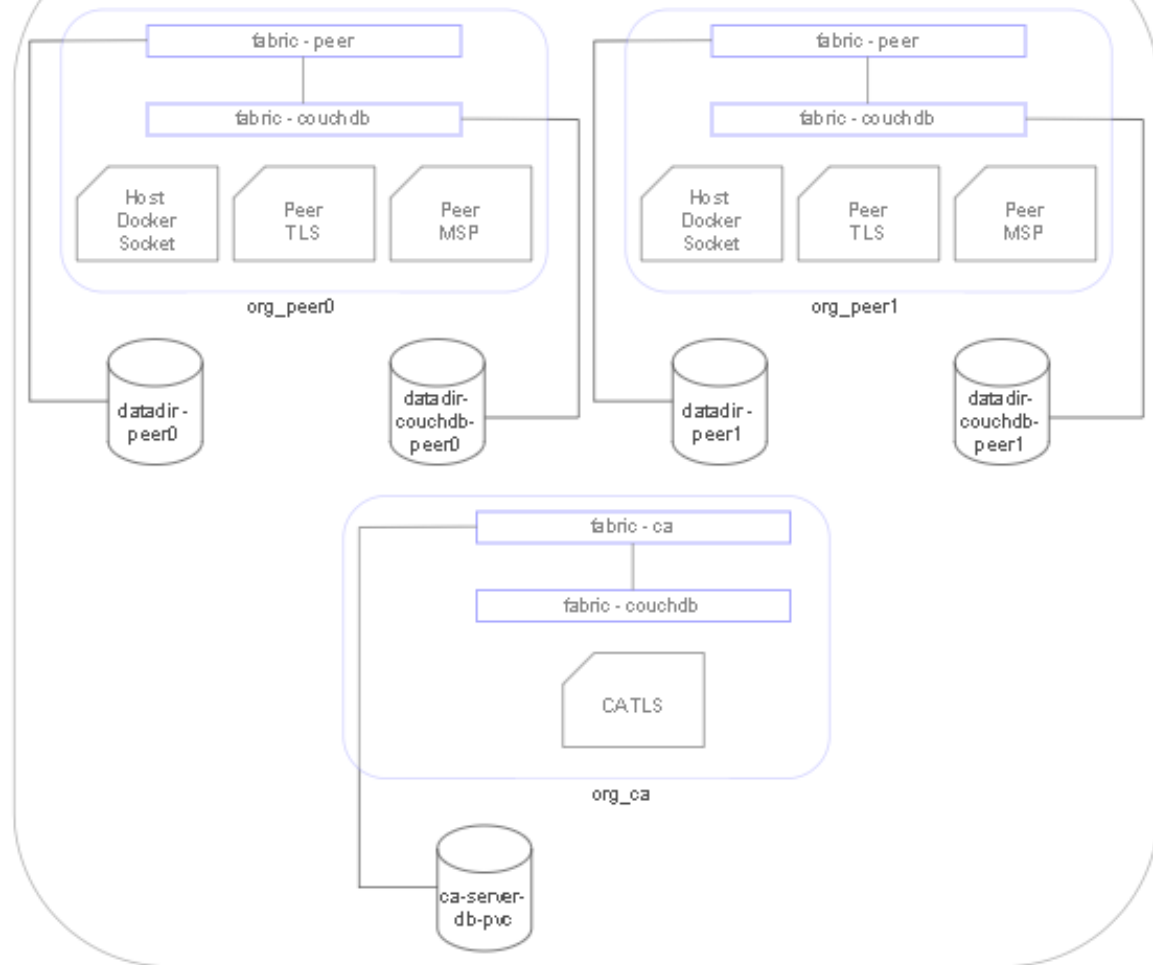 fabric - peer
fabric - couchdb
Host
Docker
Socket
Peer
TLS
Peer
MSP
org_peer0
datadir -
peer0
datadir-
couchdb-
peer0
fabric - peer
fabric - couchdb
Host
Docker
Socket
Peer
TLS
Peer
MSP
org_peer1
datadir -
peer1
datadir-
couchdb-
peer1
fabric - ca
fabric - couchdb
CATLS
org_ca
ca-server-
db-pvc